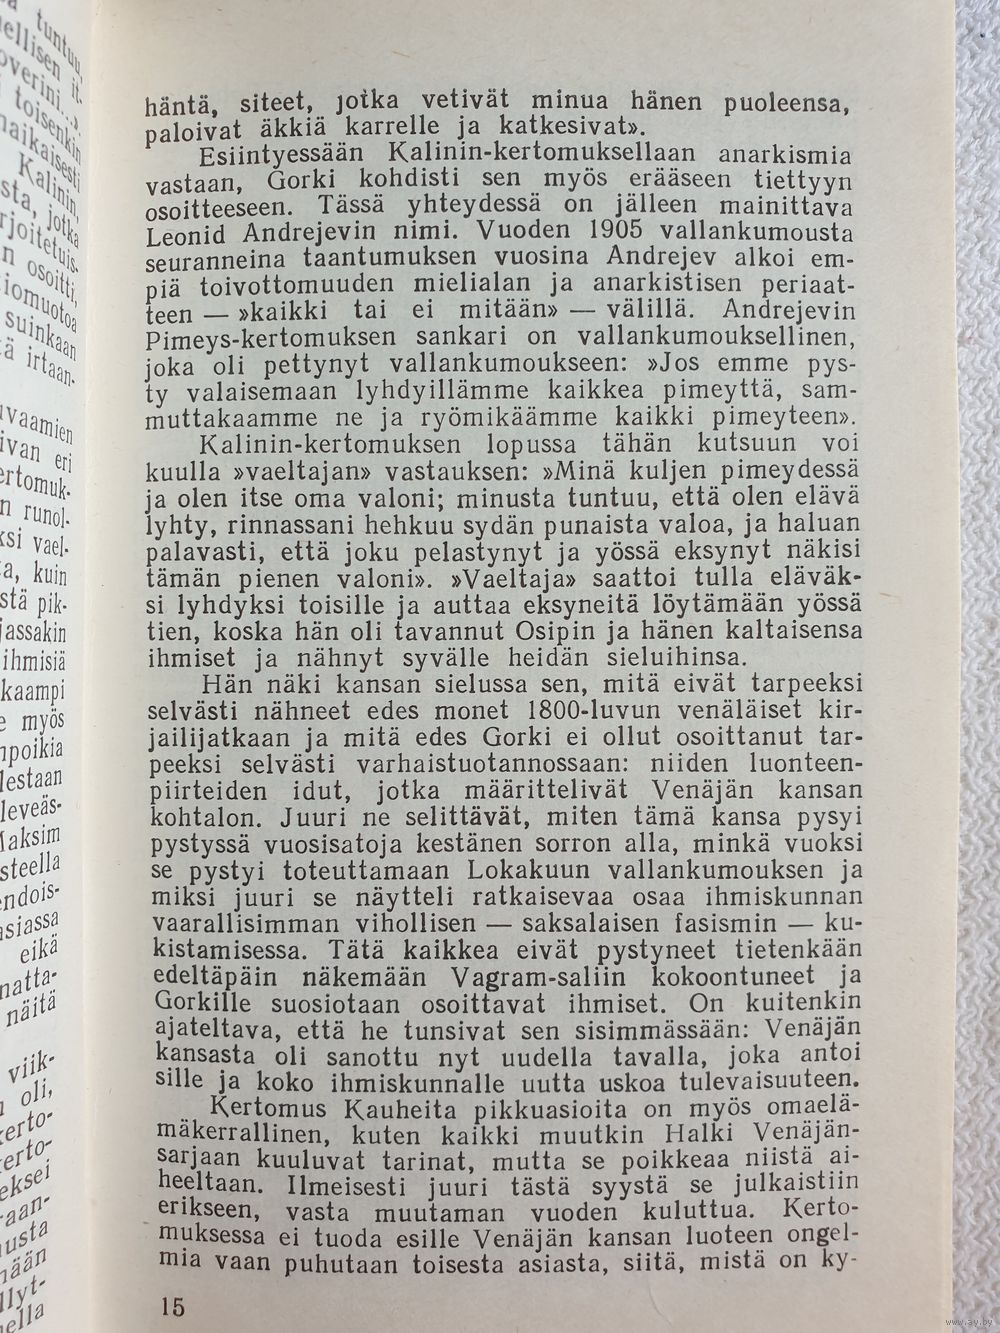 häntä, siteet, jotka vetivät minua hänen puoleensa,
paloivat äkkiä karrelle ja katkesivat».
Esiintyessään Kalinin-kertomuksellaan anarkismia
vastaan, Gorki kohdisti sen myös erääseen tiettyyn
osoitteeseen. Tässä yhteydessä on jälleen mainittava
Leonid Andrejevin nimi. Vuoden 1905 vallankumousta
seuranneina taantumuksen vuosina Andrejev alkoi em-
piä toivottomuuden mielialan ja anarkistisen periaat-
teen — »kaikki tai ei mitään» — välillä. Andrejevin
Pimeys-kertomuksen sankari on vallankumouksellinen,
joka oli pettynyt vallankumoukseen: »Jos emme pys-
ty valaisemaan lyhdyillämme kaikkea pimeyttä, sam-
muttakaamme ne ja ryömikäämme kaikki pimeyteen».
Kalinin-kertomuksen lopussa tähän kutsuun voi
kuulla »vaeltajan» vastauksen: »Minä kuljen pimeydessä
ja olen itse oma valoni; minusta tuntuu, että olen elävä
lyhty, rinnassani hehkuu sydän punaista valoa, ja haluan
palavasti, että joku pelastynyt ja yössä eksynyt näkisi
tämän pienen valoni». »Vaeltaja» saattoi tulla eläväk-
si lyhdyksi toisille ja auttaa eksyneitä löytämään yössä
tien, koska hän oli tavannut Osipin ja hänen kaltaisensa
ihmiset ja nähnyt syvälle heidän sieluihinsa.
Hän näki kansan sielussa sen, mitä eivät tarpeeksi
selvästi nähneet edes monet 1800-luvun venäläiset kir-
jailijatkaan ja mitä edes Gorki ei ollut osoittanut tar-
peeksi selvästi varhaistuotannossaan: niiden luonteen-
piirteiden idut, jotka määrittelivät Venäjän kansan
kohtalon. Juuri ne selittävät, miten tämä kansa pysyi
pystyssä vuosisatoja kestänen sorron alla, minkä vuoksi
se pystyi toteuttamaan Lokakuun vallankumouksen ja
miksi juuri se näytteli ratkaisevaa osaa ihmiskunnan
vaarallisimman vihollisen — saksalaisen fasismin — ku-
kistamisessa. Tätä kaikkea eivät pystyneet tietenkään
edeltäpäin näkemään Vagram-saliin kokoontuneet ja
Gorkille suosiotaan osoittavat ihmiset. On kuitenkin
ajateltava, että he tunsivat sen sisimmässään: Venäjän
kansasta oli sanottu nyt uudella tavalla, joka antoi
sille ja koko ihmiskunnalle uutta uskoa tulevaisuuteen.
Kertomus Kauheita pikkuasioita on myös omaelä-
mäkerrallinen, kuten kaikki muutkin Halki Venäjän-
sarjaan kuuluvat tarinat, mutta se poikkeaa niistä ai-
heeltaan. Ilmeisesti juuri tästä syystä se julkaistiin
erikseen, vasta muutaman vuoden kuluttua. Kerto-
muksessa ei tuoda esille Venäjän kansan luoteen ongel-
mia vaan puhutaan toisesta asiasta, siitä, mistä on ky-
15
www.ay.by